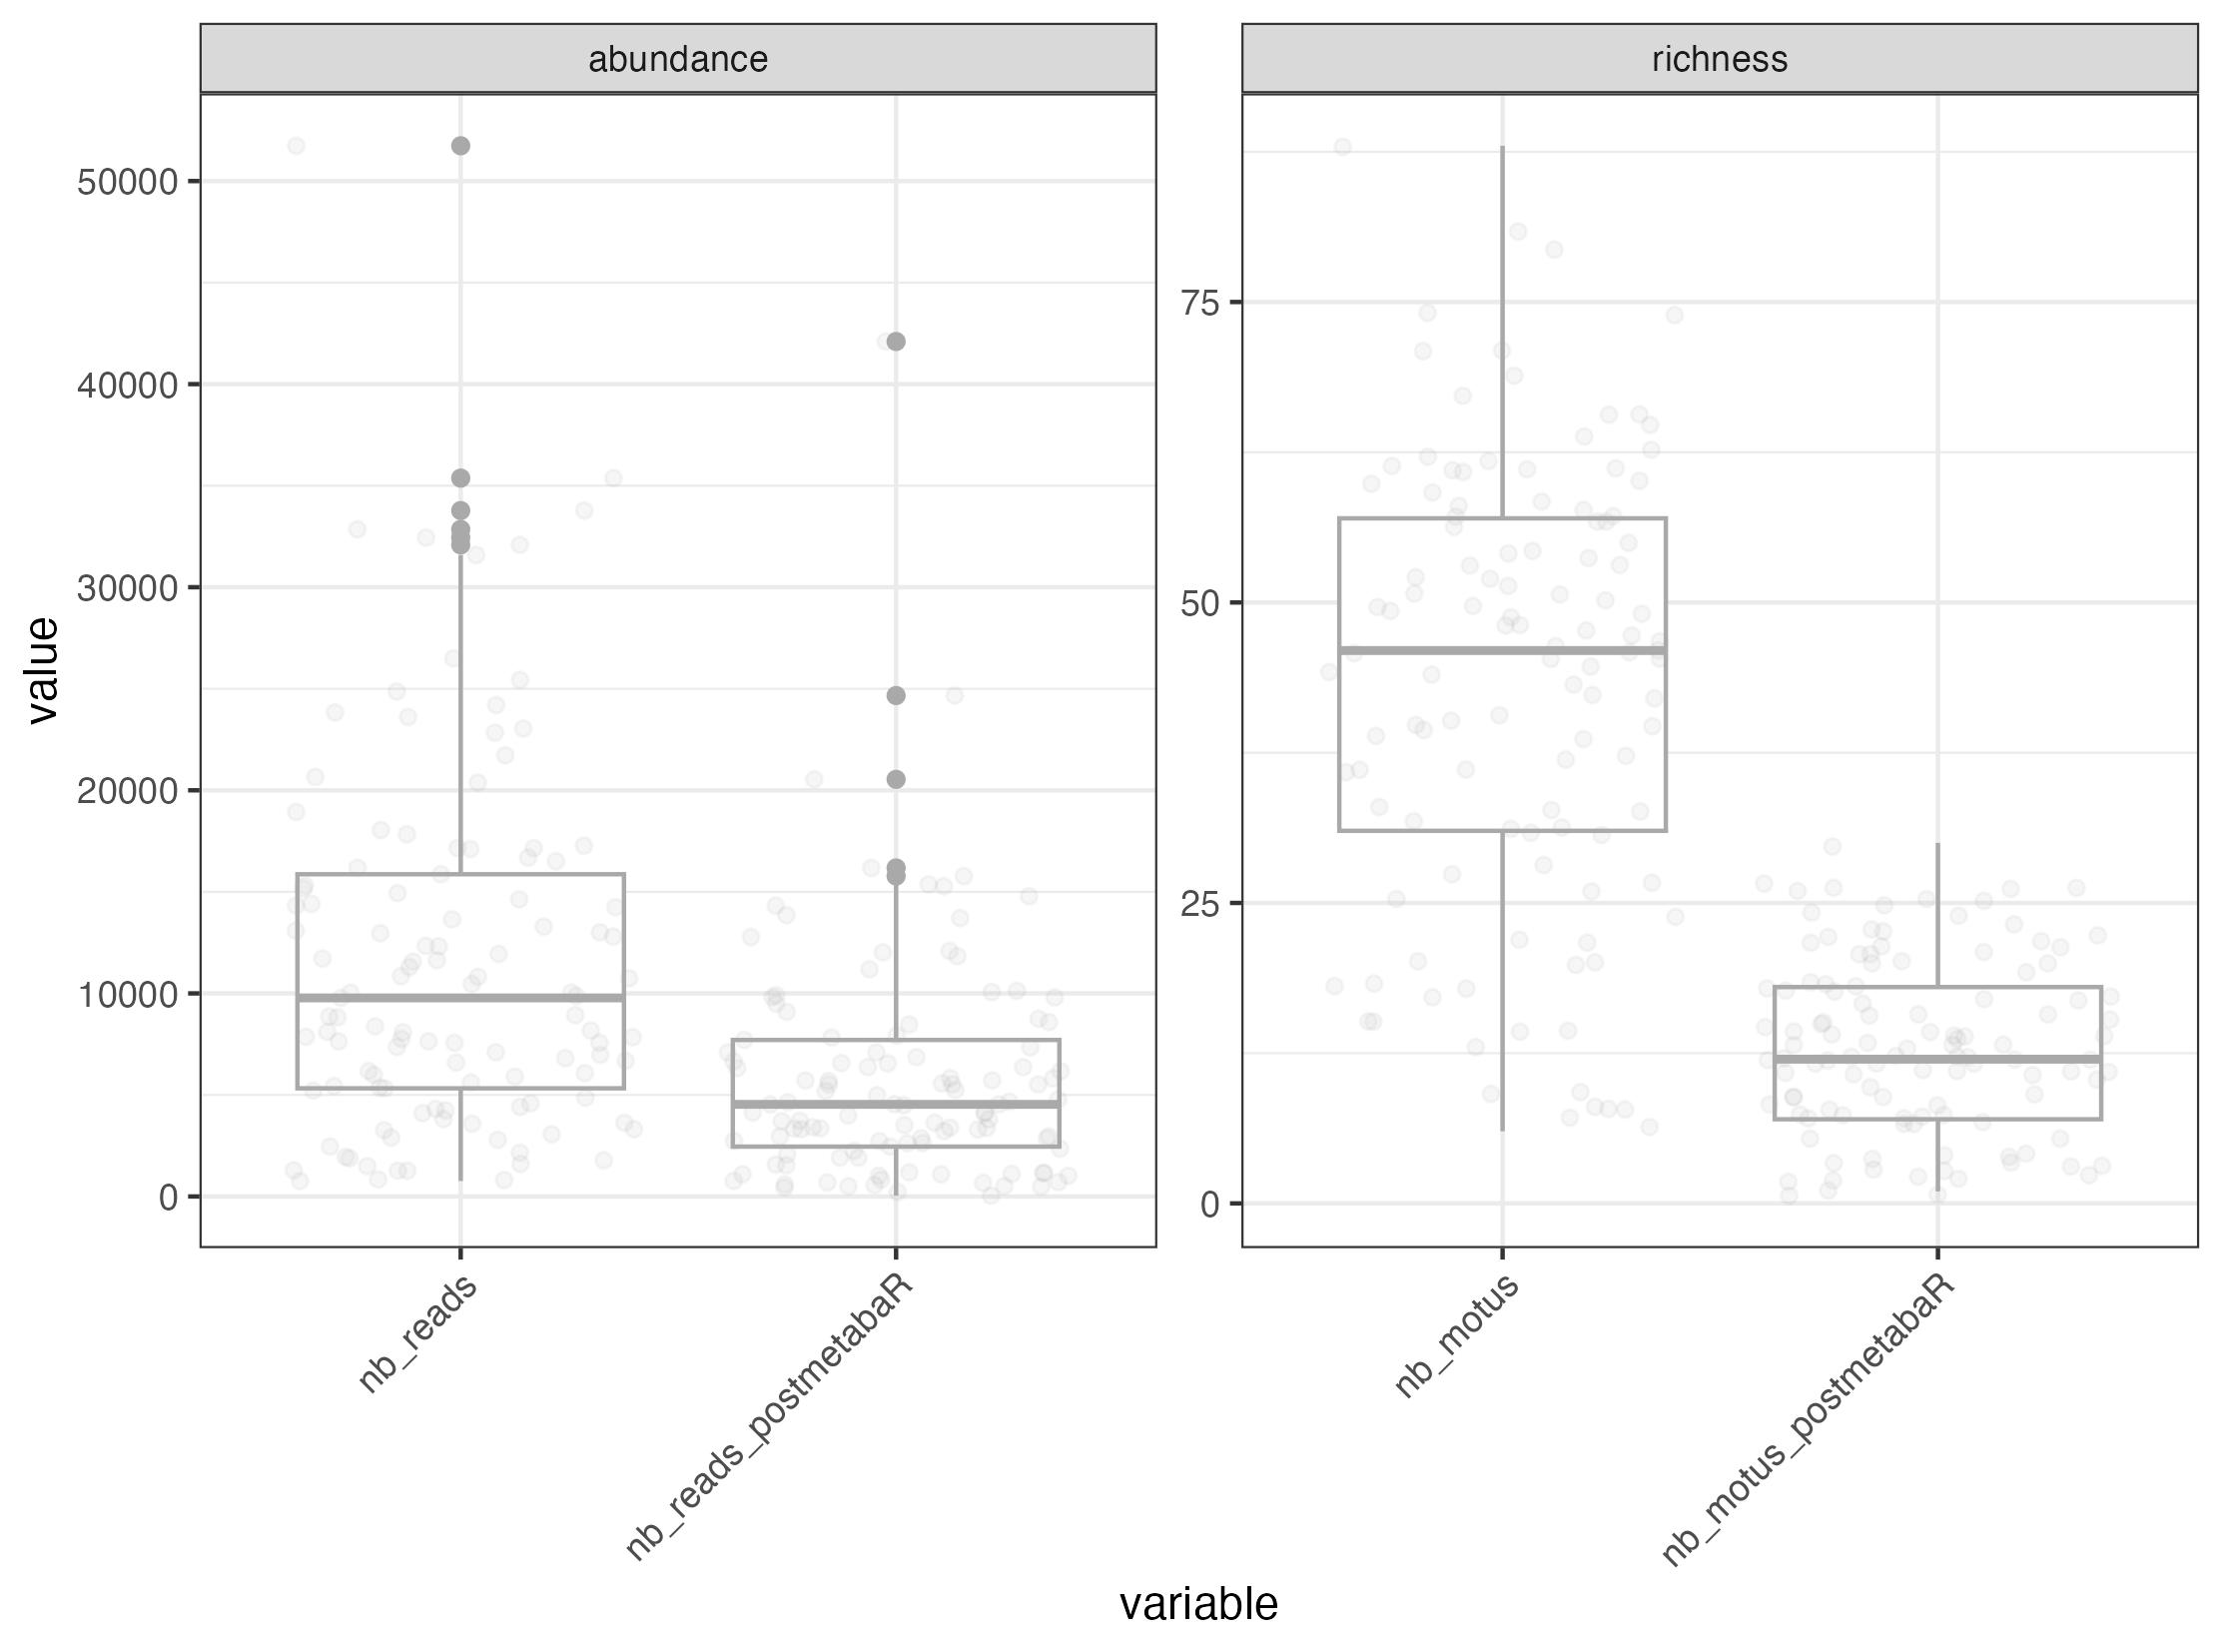 abundance
richness
value
50000
40000
30000
20000
10000
0
75
50
25
0
nb_reads
nb_reads_postmetabaR
nb_motus
nb_motus_postmetabaR
variable